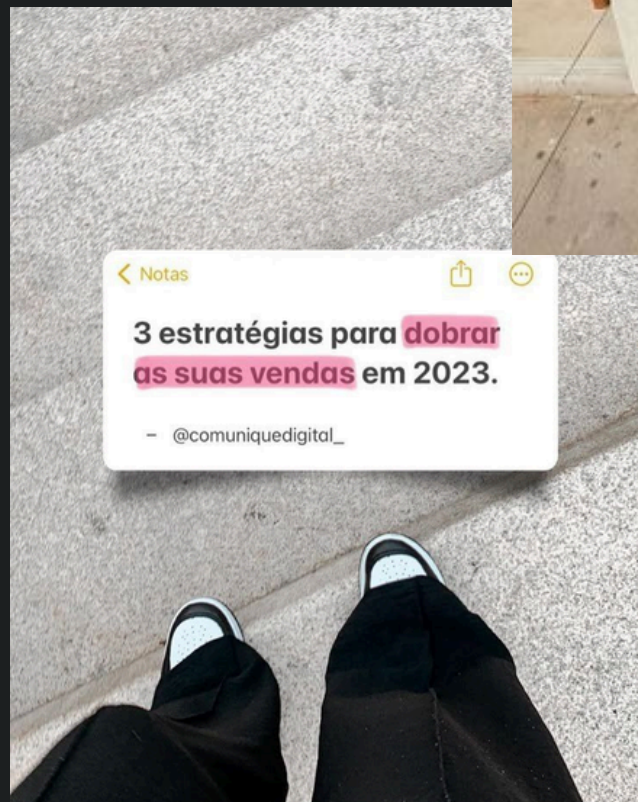 Notas
3 estratégias para dobrar
as suas vendas em 2023.
– @comuniquedigital_